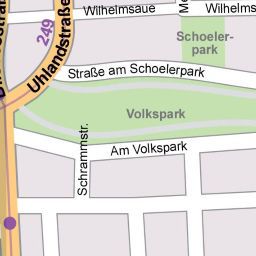 Wilhelmsaue
Wilhelms
249
Uhlandstraße
Schoeler-
park
Straße am Schoelerpark
Volkspark
Am Volkspark
Schrammstr.